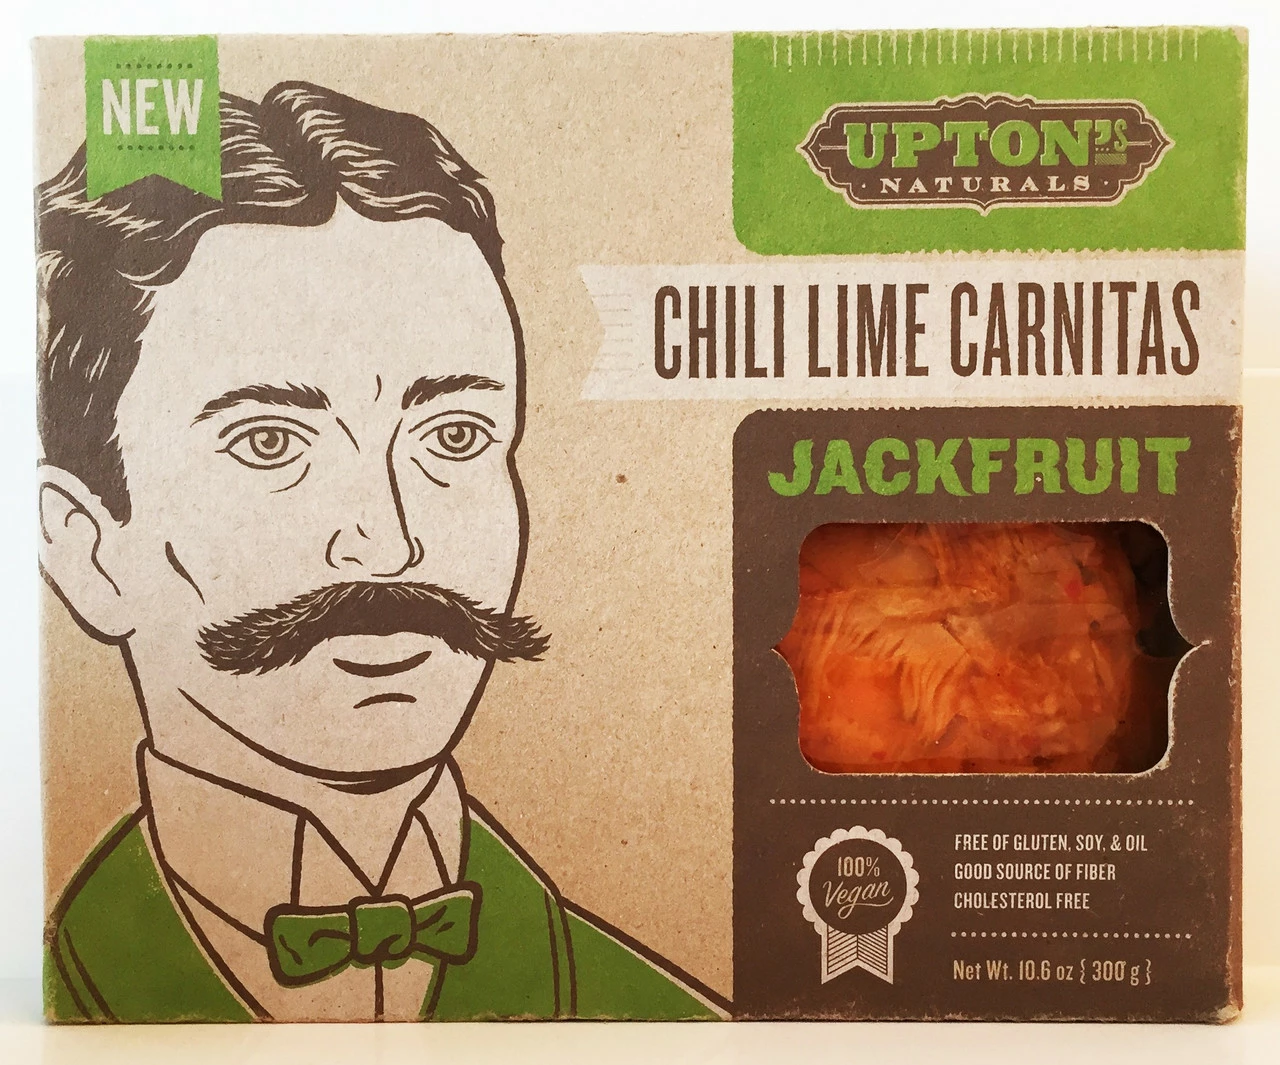 NEW
UPTON'S
· NATURALS ·
CHILI LIME CARNITAS
JACKFRUIT
100%
Vegan
FREE OF GLUTEN, SOY, & OIL
GOOD SOURCE OF FIBER
CHOLESTEROL FREE
Net Wt. 10.6 oz { 300 g }